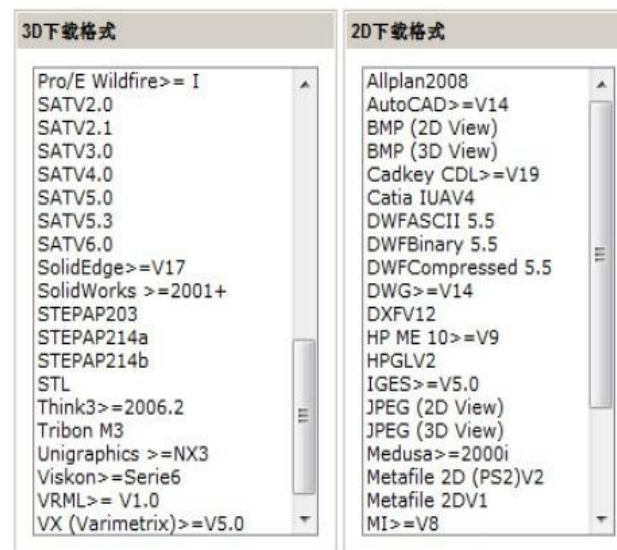 3D下载格式
Pro/E Wildfire>= I
SATV2.0
SATV2.1
SATV3.0
SATV4.0
SATV5.0
SATV5.3
SATV6.0
SolidEdge>=V17
SolidWorks >=2001+
STEPAP203
STEPAP214a
STEPAP214b
STL
Think3>=2006.2
Tribon M3
Unigraphics >=NX3
Viskon>=Serie6
VRML>= V1.0
VX (Varimetrix)>=V5.0
2D下载格式
Allplan2008
AutoCAD>=V14
BMP (2D View)
BMP (3D View)
Cadkey CDL>=V19
Catia IUAV4
DWFASCII 5.5
DWFBinary 5.5
DWFCompressed 5.5
DWG>=V14
DXFV12
HP ME 10>=V9
HPGLV2
IGES>=V5.0
JPEG (2D View)
JPEG (3D View)
Medusa>=2000i
Metafile 2D (PS2)V2
Metafile 2DV1
MI>=V8